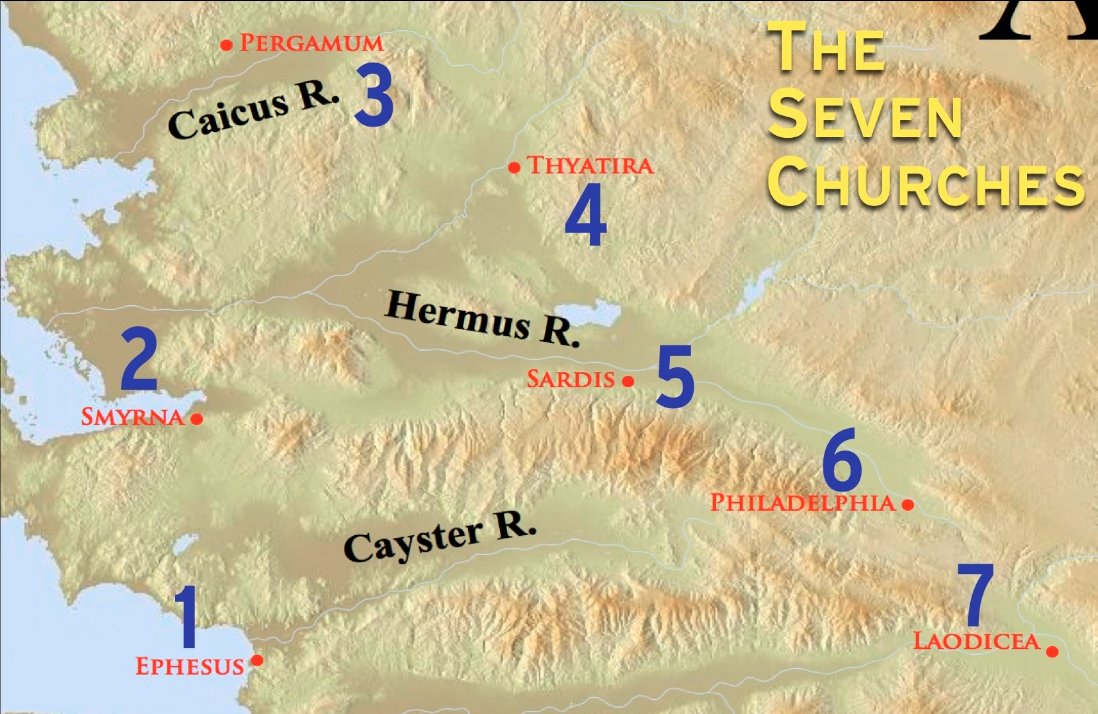 THE
SEVEN
CHURCHES
A
PERGAMUM
Caicus R.
3
THYATIRA
4
Hermus R.
2
SARDIS
5
SMYRNA
6
PHILADELPHIA
Cayster R.
1
7
EPHESUS
LAODICEA